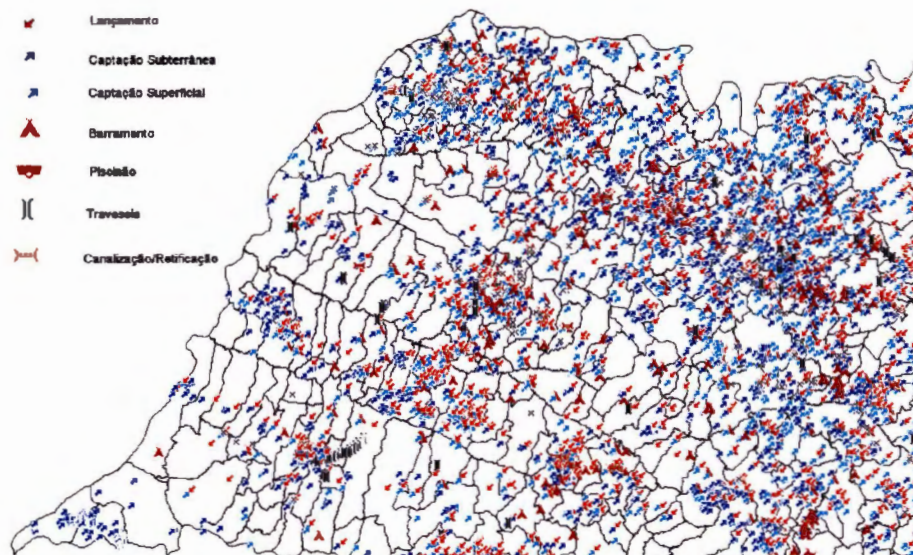 Lançamento
Captação Subterrânea
Captação Superficial
Barramento
Piscinão
Travessia
Canalização/Retificação